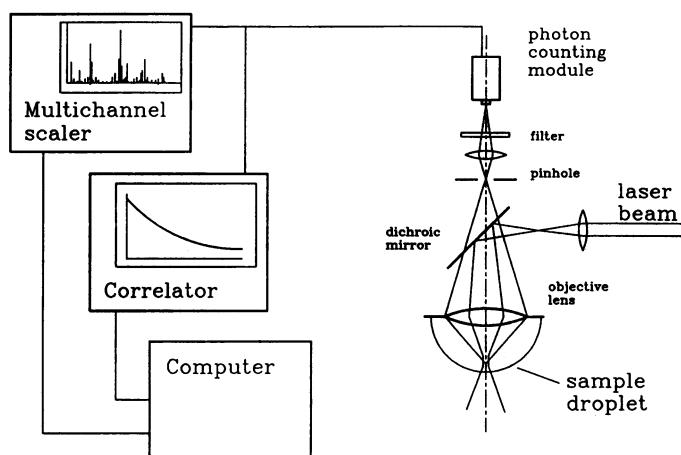 photon
counting
module
Multichannel
scaler
filter
pinhole
laser
beam
dichroic
mirror
Correlator
objective
lens
Computer
sample
droplet